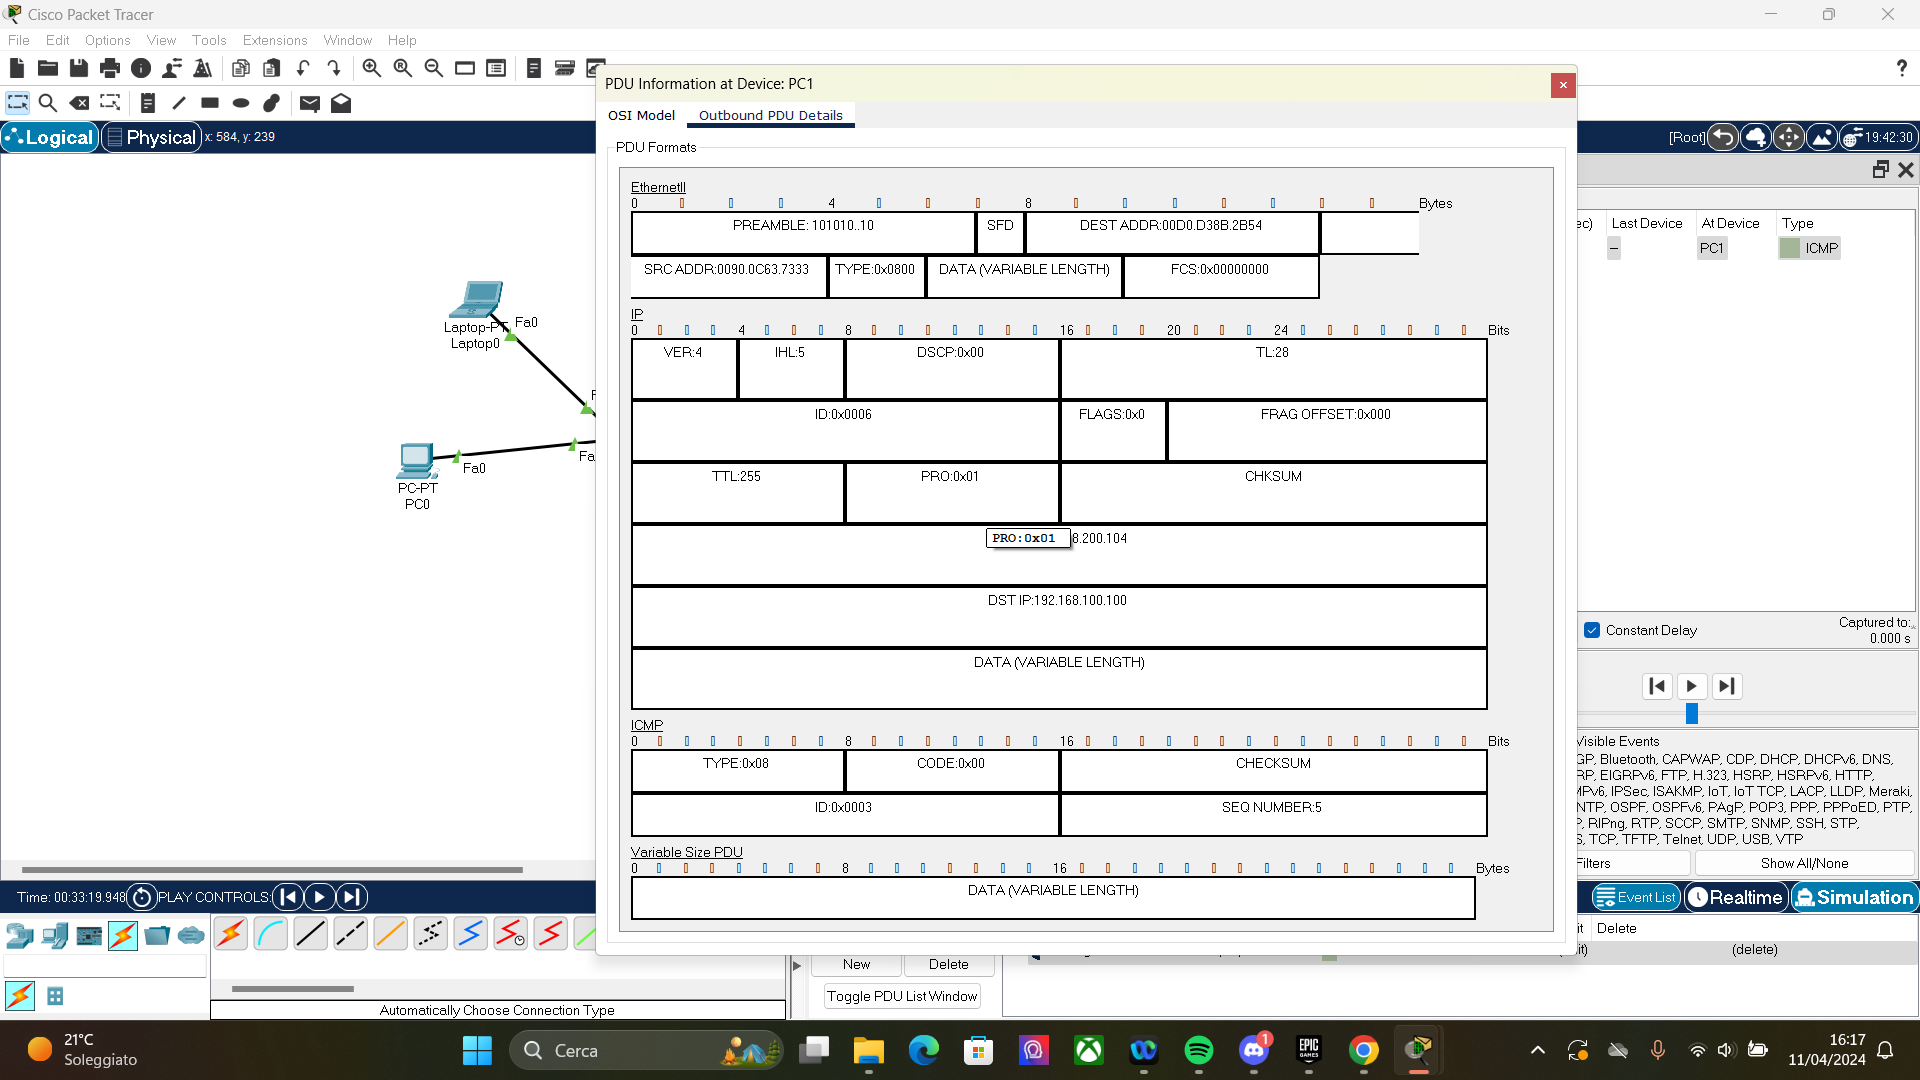 Cisco Packet Tracer
File Edit Options View Tools Extensions Window Help
?
Logical Physical x: 584, y: 239
[Root] 19:42:30
PDU Information at Device: PC1
OSI Model Outbound PDU Details
PDU Formats
EthernetII
0 4 8 Bytes
PREAMBLE: 101010..10 SFD DEST ADDR:00D0.D38B.2B54
SRC ADDR:0090.0C63.7333 TYPE:0x0800 DATA (VARIABLE LENGTH) FCS:0x00000000
IP
0 4 8 16 20 24 Bits
VER:4 IHL:5 DSCP:0x00 TL:28
ID:0x0006 FLAGS:0x0 FRAG OFFSET:0x000
TTL:255 PRO:0x01 CHKSUM
PRO:0x01 8.200.104
DST IP:192.168.100.100
DATA (VARIABLE LENGTH)
ICMP
0 8 16 Bits
TYPE:0x08 CODE:0x00 CHECKSUM
ID:0x0003 SEQ NUMBER:5
Variable Size PDU
0 8 16 Bytes
DATA (VARIABLE LENGTH)
Laptop-PT
Laptop0
Fa0
F
PC-PT
PC0
Fa0
Fa
ec) Last Device At Device Type
-- PC1 ICMP
Constant Delay
Captured to:
0.000 s
Visible Events
GP, Bluetooth, CAPWAP, CDP, DHCP, DHCPv6, DNS,
RP, EIGRPv6, FTP, H.323, HSRP, HSRPv6, HTTP,
MPv6, IPSec, ISAKMP, IoT, IoT TCP, LACP, LLDP, Meraki,
NTP, OSPF, OSPFv6, PAgP, POP3, PPP, PPPoED, PTP,
P, RIPng, RTP, SCCP, SMTP, SNMP, SSH, STP,
S, TCP, TFTP, Telnet, UDP, USB, VTP
Filters Show All/None
Time: 00:33:19.948 PLAY CONTROLS:
Event List Realtime Simulation
it Delete
it) (delete)
New Delete
Toggle PDU List Window
Automatically Choose Connection Type
21°C
Soleggiato
Cerca
1
EPIC
GAMES
16:17
11/04/2024